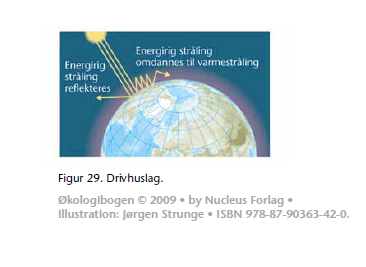 Energirig stråling
omdannes til varmestråling
Energirig
stråling
reflekteres
Figur 29. Drivhuslag.
Økologibogen © 2009 • by Nucleus Forlag •
Illustration: Jørgen Strunge • ISBN 978-87-90363-42-0.